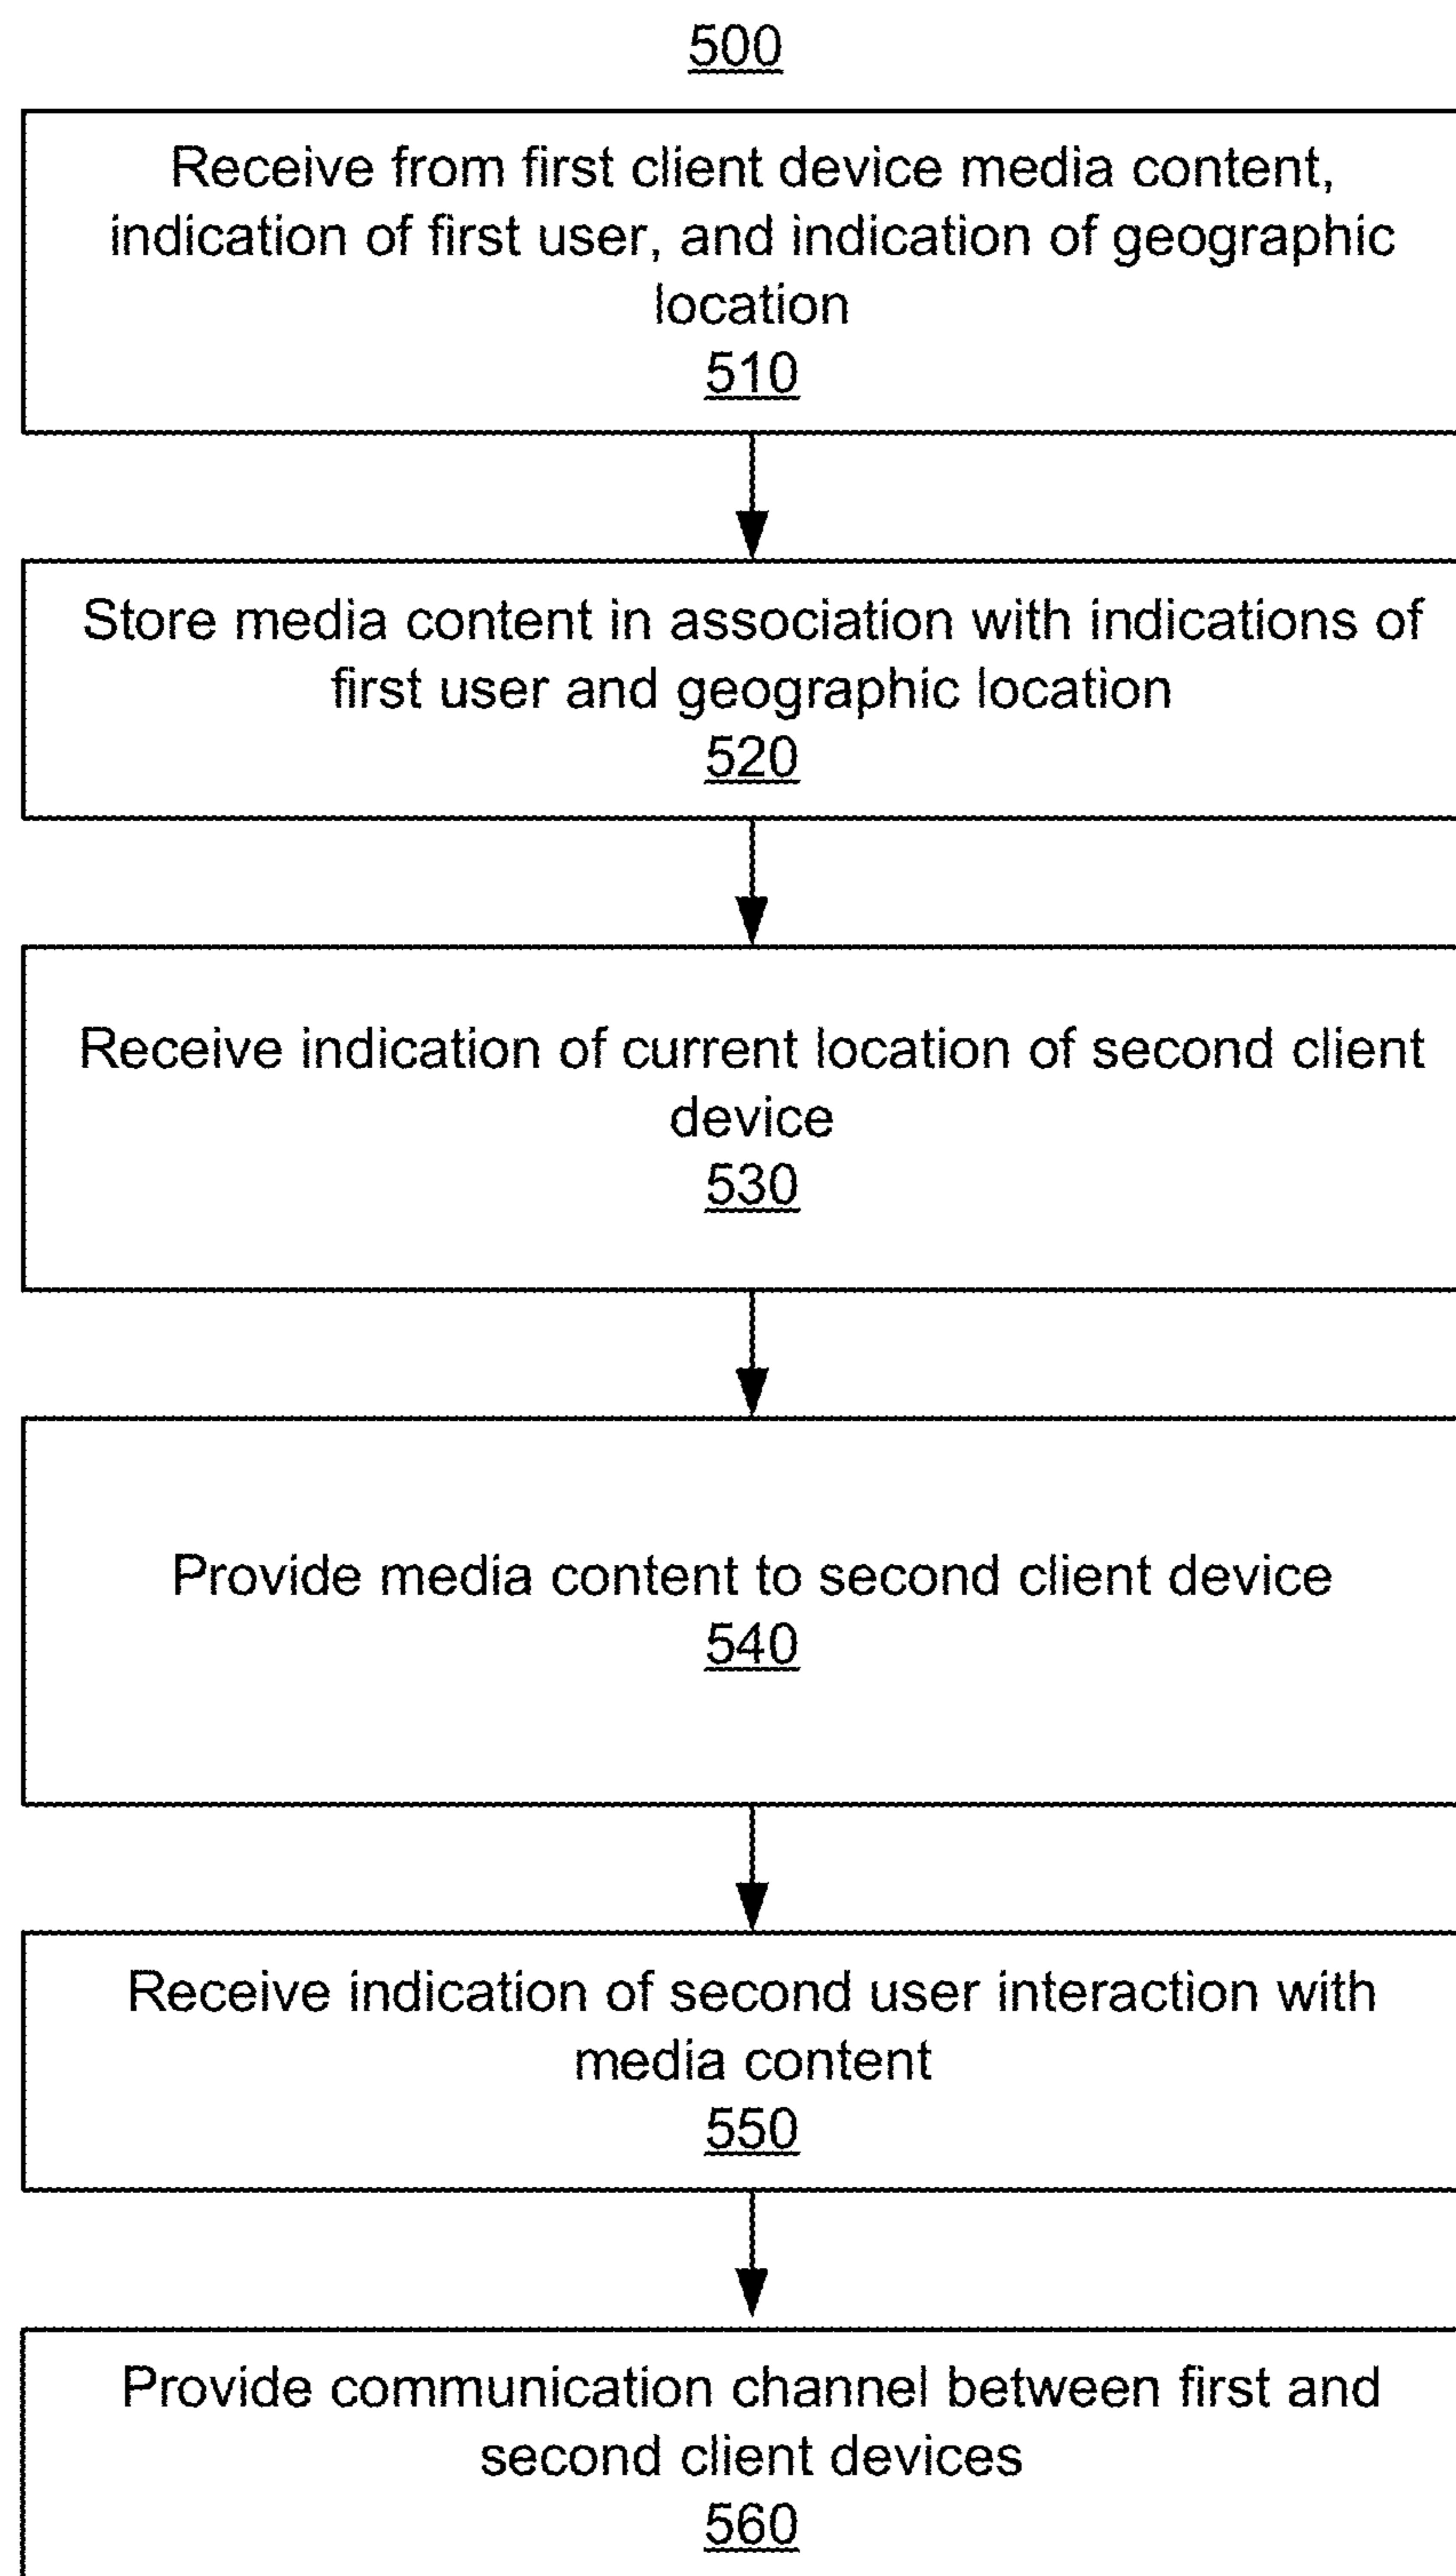 500
Receive from first client device media content,
indication of first user, and indication of geographic
location
510
Store media content in association with indications of
first user and geographic location
520
Receive indication of current location of second client
device
530
Provide media content to second client device
540
Receive indication of second user interaction with
media content
550
Provide communication channel between first and
second client devices
560